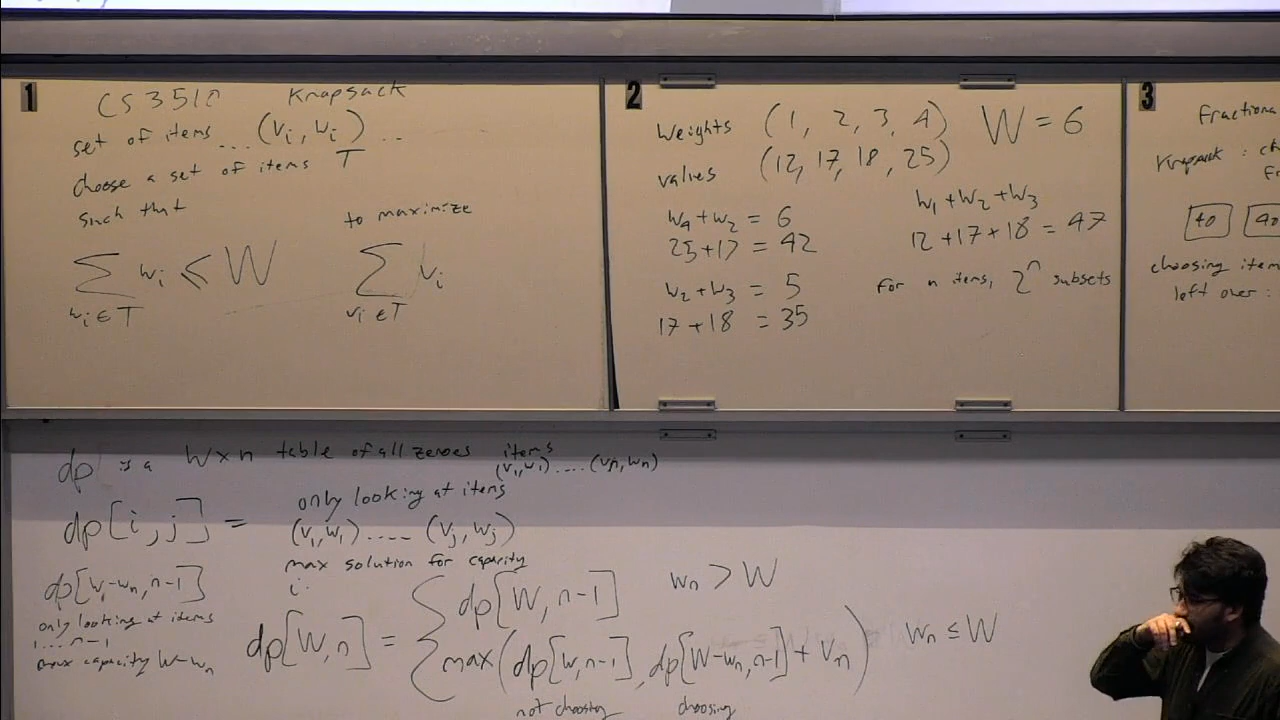 1
CS 3510 Knapsack
set of items ... (vi, wi) ...
choose a set of items T
such that to maximize
∑ wi ≤ W ∑ vi
wi ∈ T vi ∈ T
2
Weights (1, 2, 3, 4) W = 6
values (12, 17, 18, 25)
w4 + w2 = 6
25 + 17 = 42
w2 + w3 = 5
17 + 18 = 35
w1 + w2 + w3
12 + 17 + 18 = 47
For n items, 2^n subsets
3
Fractiona
Knapsack :
40 40
choosing item
left over :
dp is a W × n table of all zeroes items
(v1, w1) .... (vn, wn)
dp[i, j] = only looking at items
(v1, w1) ..... (vj, wj)
max solution for capacity
i.
dp[W - wn, n-1]
only looking at items
1 ... n-1
max capacity W - wn
dp[W, n] = { dp[W, n-1] wn > W
{ max(dp[W, n-1], dp[W - wn, n-1] + vn) wn ≤ W
not choosing choosing